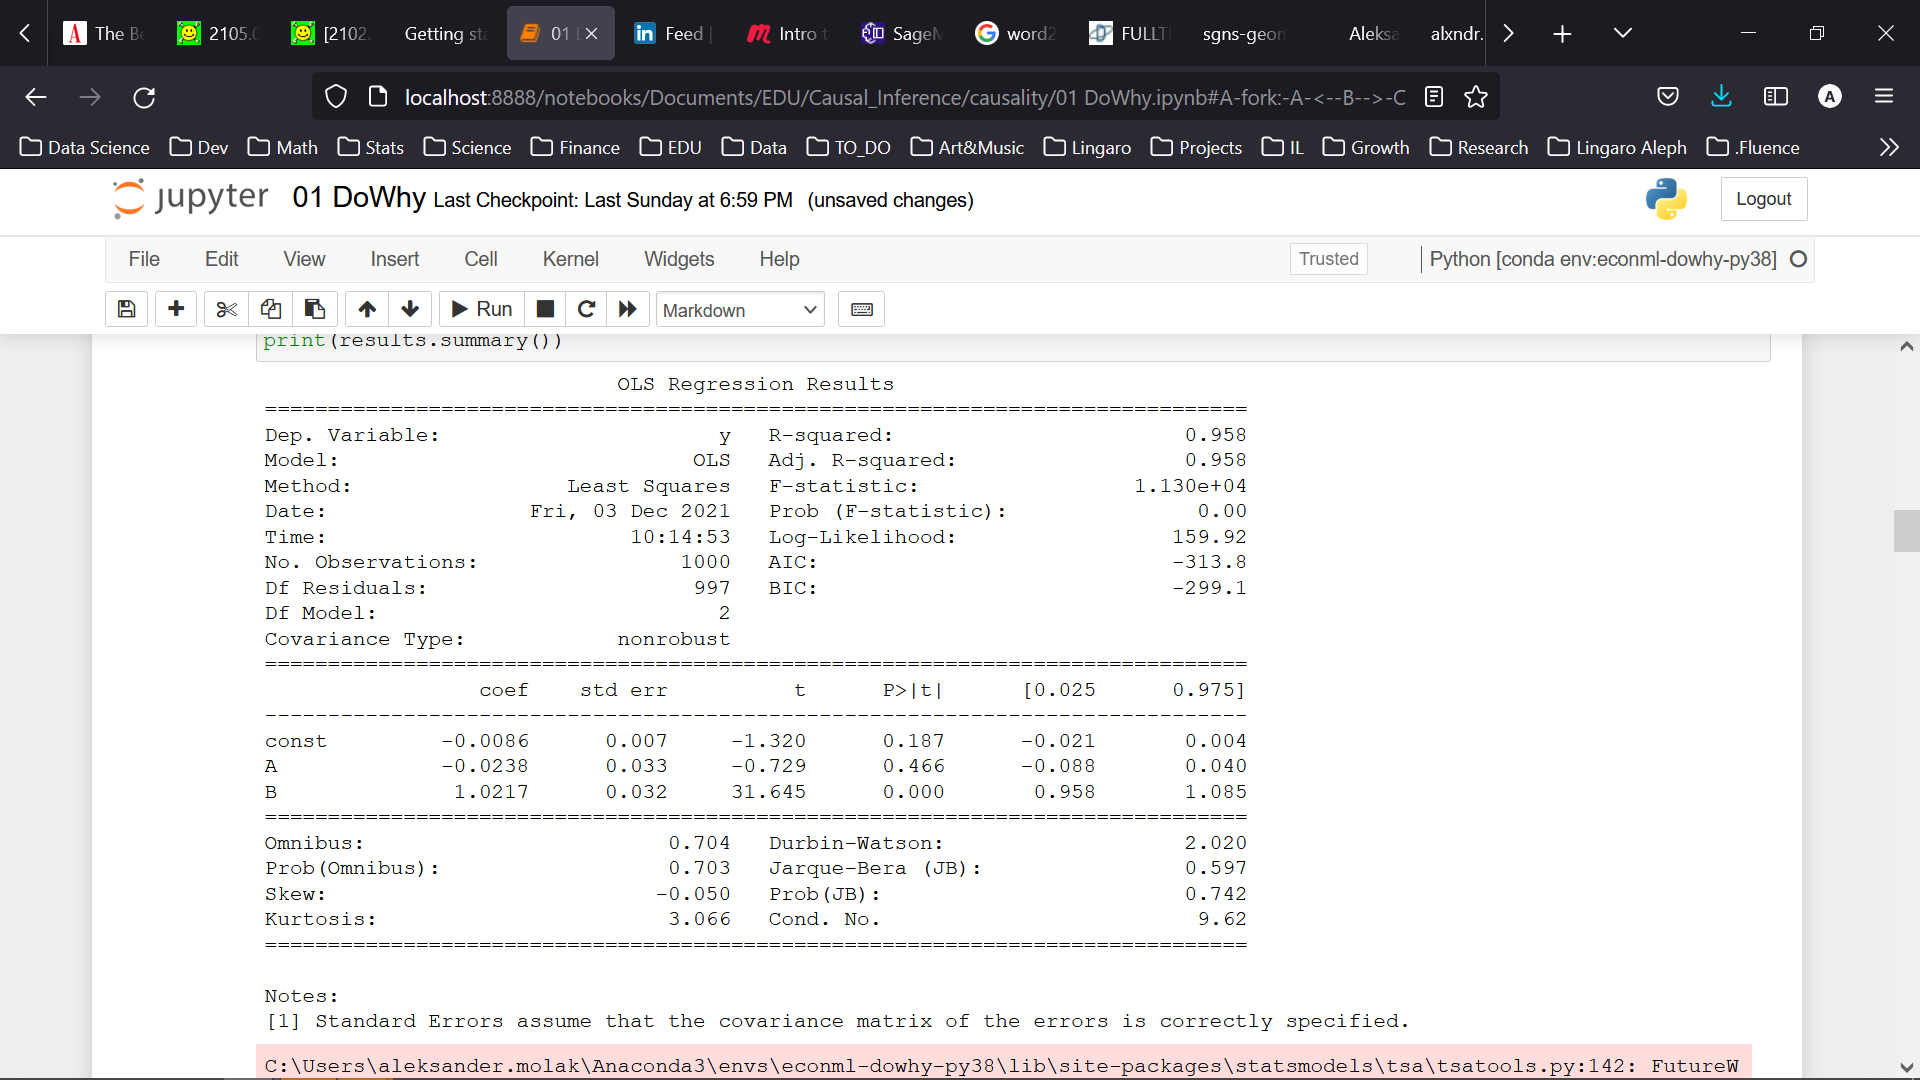 The Be
2105.0
[2102.
Getting sta
01
Feed
Intro t
SageM
word2
FULLT
sgns-geom
Aleksa
alxndr.
localhost:8888/notebooks/Documents/EDU/Causal_Inference/causality/01 DoWhy.ipynb#A-fork:-A-<--B-->-C
A
Data Science Dev Math Stats Science Finance EDU Data TO_DO Art&Music Lingaro Projects IL Growth Research Lingaro Aleph .Fluence
jupyter 01 DoWhy Last Checkpoint: Last Sunday at 6:59 PM (unsaved changes) Logout
File Edit View Insert Cell Kernel Widgets Help Trusted Python [conda env:econml-dowhy-py38]
Run Markdown
print(results.summary())
OLS Regression Results
==============================================================================
Dep. Variable: y R-squared: 0.958
Model: OLS Adj. R-squared: 0.958
Method: Least Squares F-statistic: 1.130e+04
Date: Fri, 03 Dec 2021 Prob (F-statistic): 0.00
Time: 10:14:53 Log-Likelihood: 159.92
No. Observations: 1000 AIC: -313.8
Df Residuals: 997 BIC: -299.1
Df Model: 2
Covariance Type: nonrobust
==============================================================================
coef std err t P>|t| [0.025 0.975]
------------------------------------------------------------------------------
const -0.0086 0.007 -1.320 0.187 -0.021 0.004
A -0.0238 0.033 -0.729 0.466 -0.088 0.040
B 1.0217 0.032 31.645 0.000 0.958 1.085
==============================================================================
Omnibus: 0.704 Durbin-Watson: 2.020
Prob(Omnibus): 0.703 Jarque-Bera (JB): 0.597
Skew: -0.050 Prob(JB): 0.742
Kurtosis: 3.066 Cond. No. 9.62
==============================================================================
Notes:
[1] Standard Errors assume that the covariance matrix of the errors is correctly specified.
C:\Users\aleksander.molak\Anaconda3\envs\econml-dowhy-py38\lib\site-packages\statsmodels\tsa\tsatools.py:142: FutureW